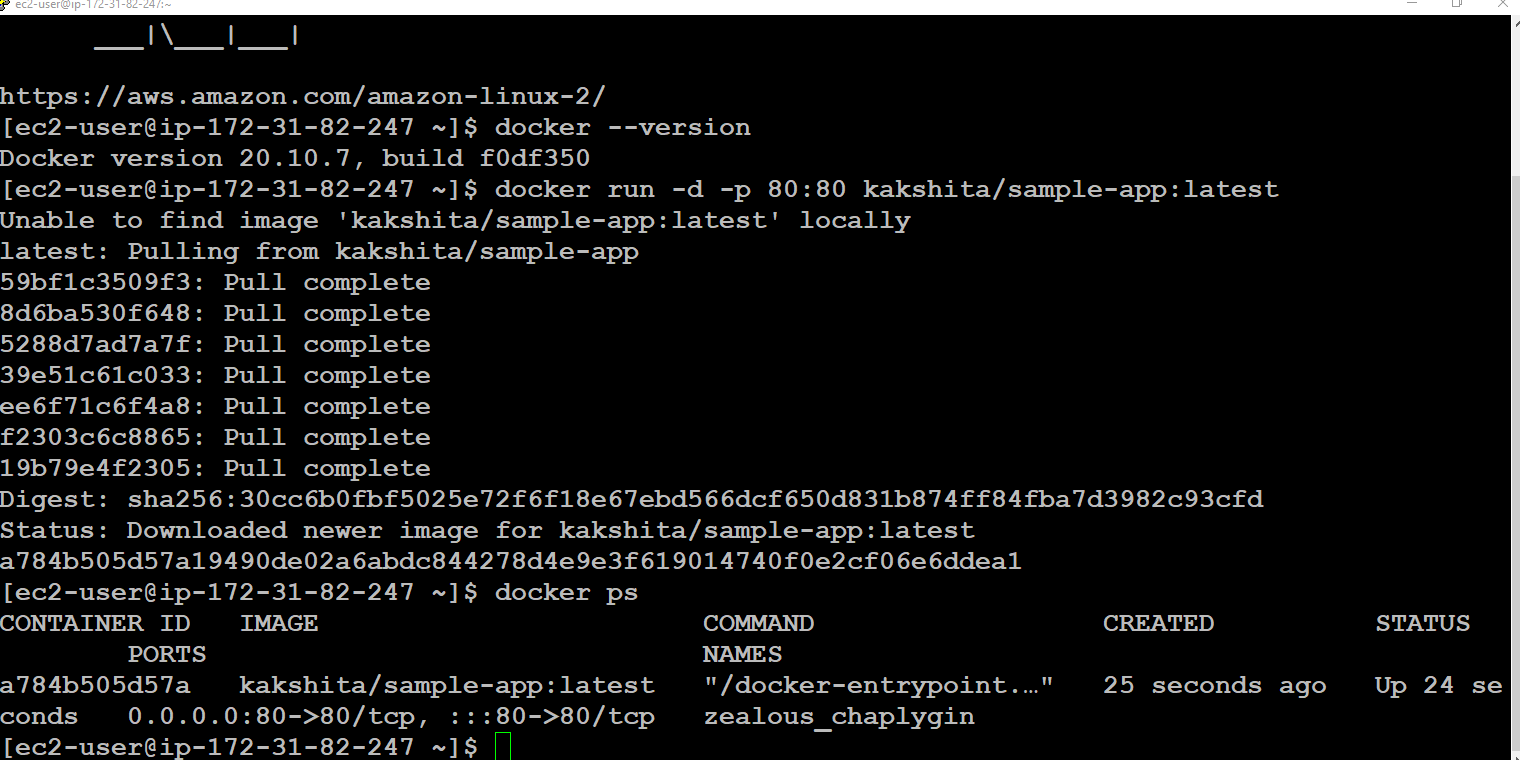 ec2-user@ip-172-31-82-247:~
___|\___|___|
https://aws.amazon.com/amazon-linux-2/
[ec2-user@ip-172-31-82-247 ~]$ docker --version
Docker version 20.10.7, build f0df350
[ec2-user@ip-172-31-82-247 ~]$ docker run -d -p 80:80 kakshita/sample-app:latest
Unable to find image 'kakshita/sample-app:latest' locally
latest: Pulling from kakshita/sample-app
59bf1c3509f3: Pull complete
8d6ba530f648: Pull complete
5288d7ad7a7f: Pull complete
39e51c61c033: Pull complete
ee6f71c6f4a8: Pull complete
f2303c6c8865: Pull complete
19b79e4f2305: Pull complete
Digest: sha256:30cc6b0fbf5025e72f6f18e67ebd566dcf650d831b874ff84fba7d3982c93cfd
Status: Downloaded newer image for kakshita/sample-app:latest
a784b505d57a19490de02a6abdc844278d4e9e3f619014740f0e2cf06e6ddea1
[ec2-user@ip-172-31-82-247 ~]$ docker ps
CONTAINER ID   IMAGE                        COMMAND                  CREATED          STATUS
        PORTS                               NAMES
a784b505d57a   kakshita/sample-app:latest   "/docker-entrypoint.…"   25 seconds ago   Up 24 se
conds   0.0.0.0:80->80/tcp, :::80->80/tcp   zealous_chaplygin
[ec2-user@ip-172-31-82-247 ~]$